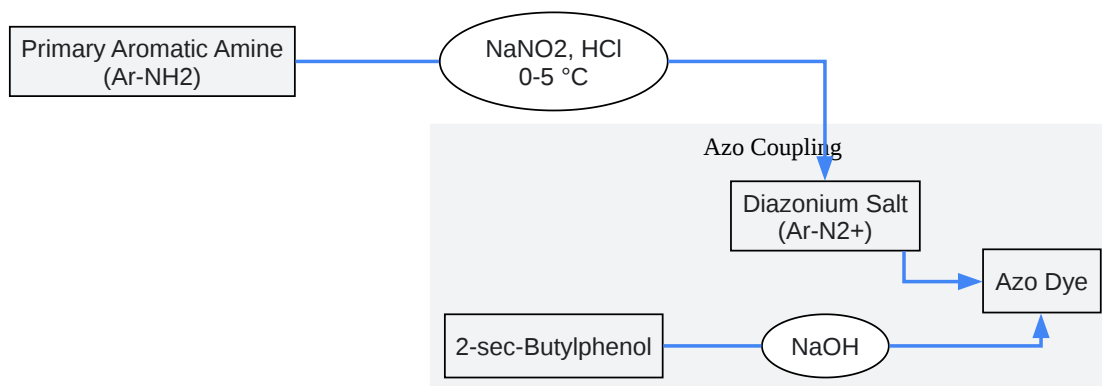 Primary Aromatic Amine
(Ar-NH2)
NaNO2, HCl
0-5 °C
Azo Coupling
Diazonium Salt
(Ar-N2+)
Azo Dye
2-sec-Butylphenol
NaOH